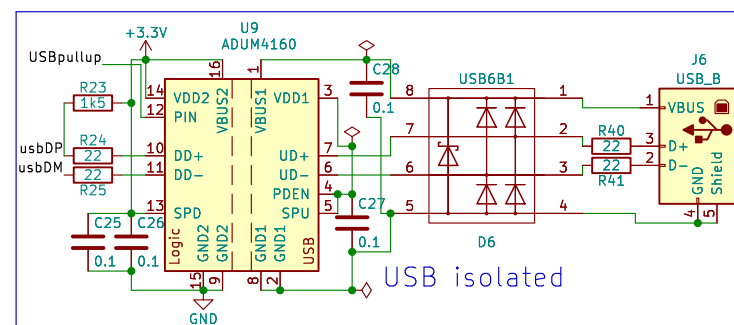 +3.3V
U9
ADUM4160
J6
USB_B
USBpullup
C28
USB6B1
R23
1k5
16
1
14
VDD2
VBUS2
VBUS1
VDD1
3
0.1
8
1
1
VBUS
12
PIN
7
2
R40
usbDP
R24
22
10
DD+
UD+
7
22
3
D+
usbDM
22
11
DD-
UD-
6
6
3
22
2
D-
R25
R41
PDEN
4
C27
GND
Shield
C25
C26
13
SPD
SPU
5
5
4
4
5
0.1
0.1
Logic
GND2
GND2
GND1
GND1
USB
0.1
D6
15
9
8
2
USB isolated
GND